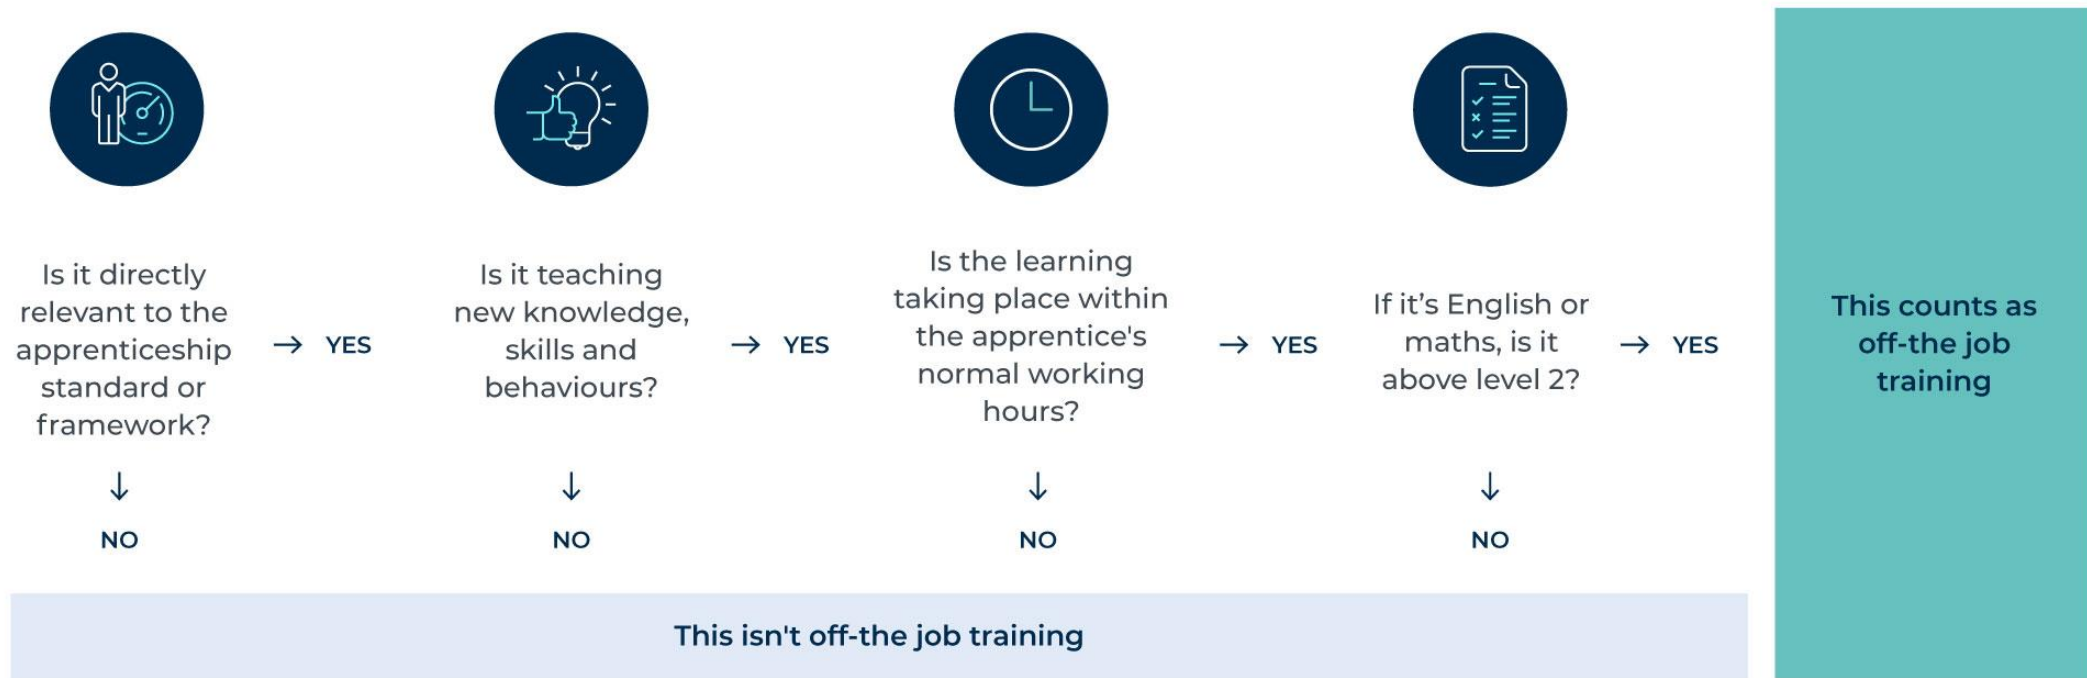 Is it directly
relevant to the
apprenticeship
standard or
framework?
→ YES
↓
NO
Is it teaching
new knowledge,
skills and
behaviours?
→ YES
↓
NO
Is the learning
taking place within
the apprentice's
normal working
hours?
→ YES
↓
NO
If it’s English or
maths, is it
above level 2?
→ YES
↓
NO
This counts as
off-the job
training
This isn't off-the job training